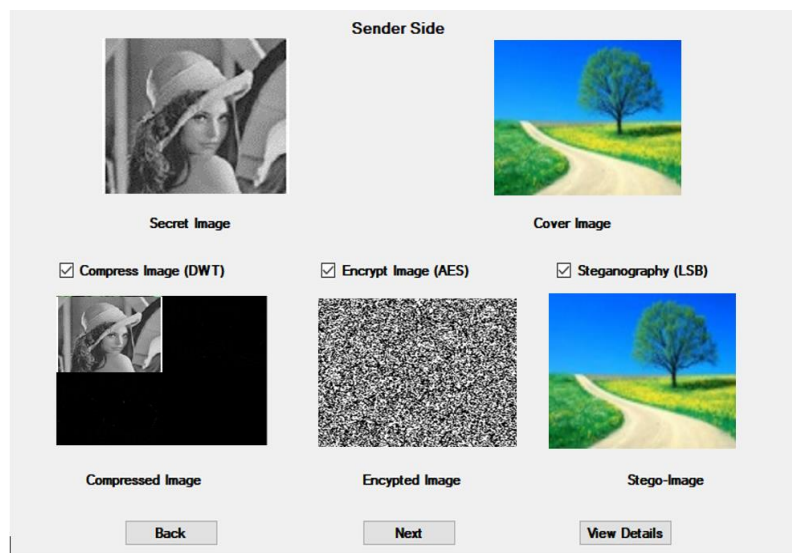 Sender Side
Secret Image
Cover Image
Compress Image (DWT)
Encrypt Image (AES)
Steganography (LSB)
Compressed Image
Encypted Image
Stego-Image
Back
Next
View Details